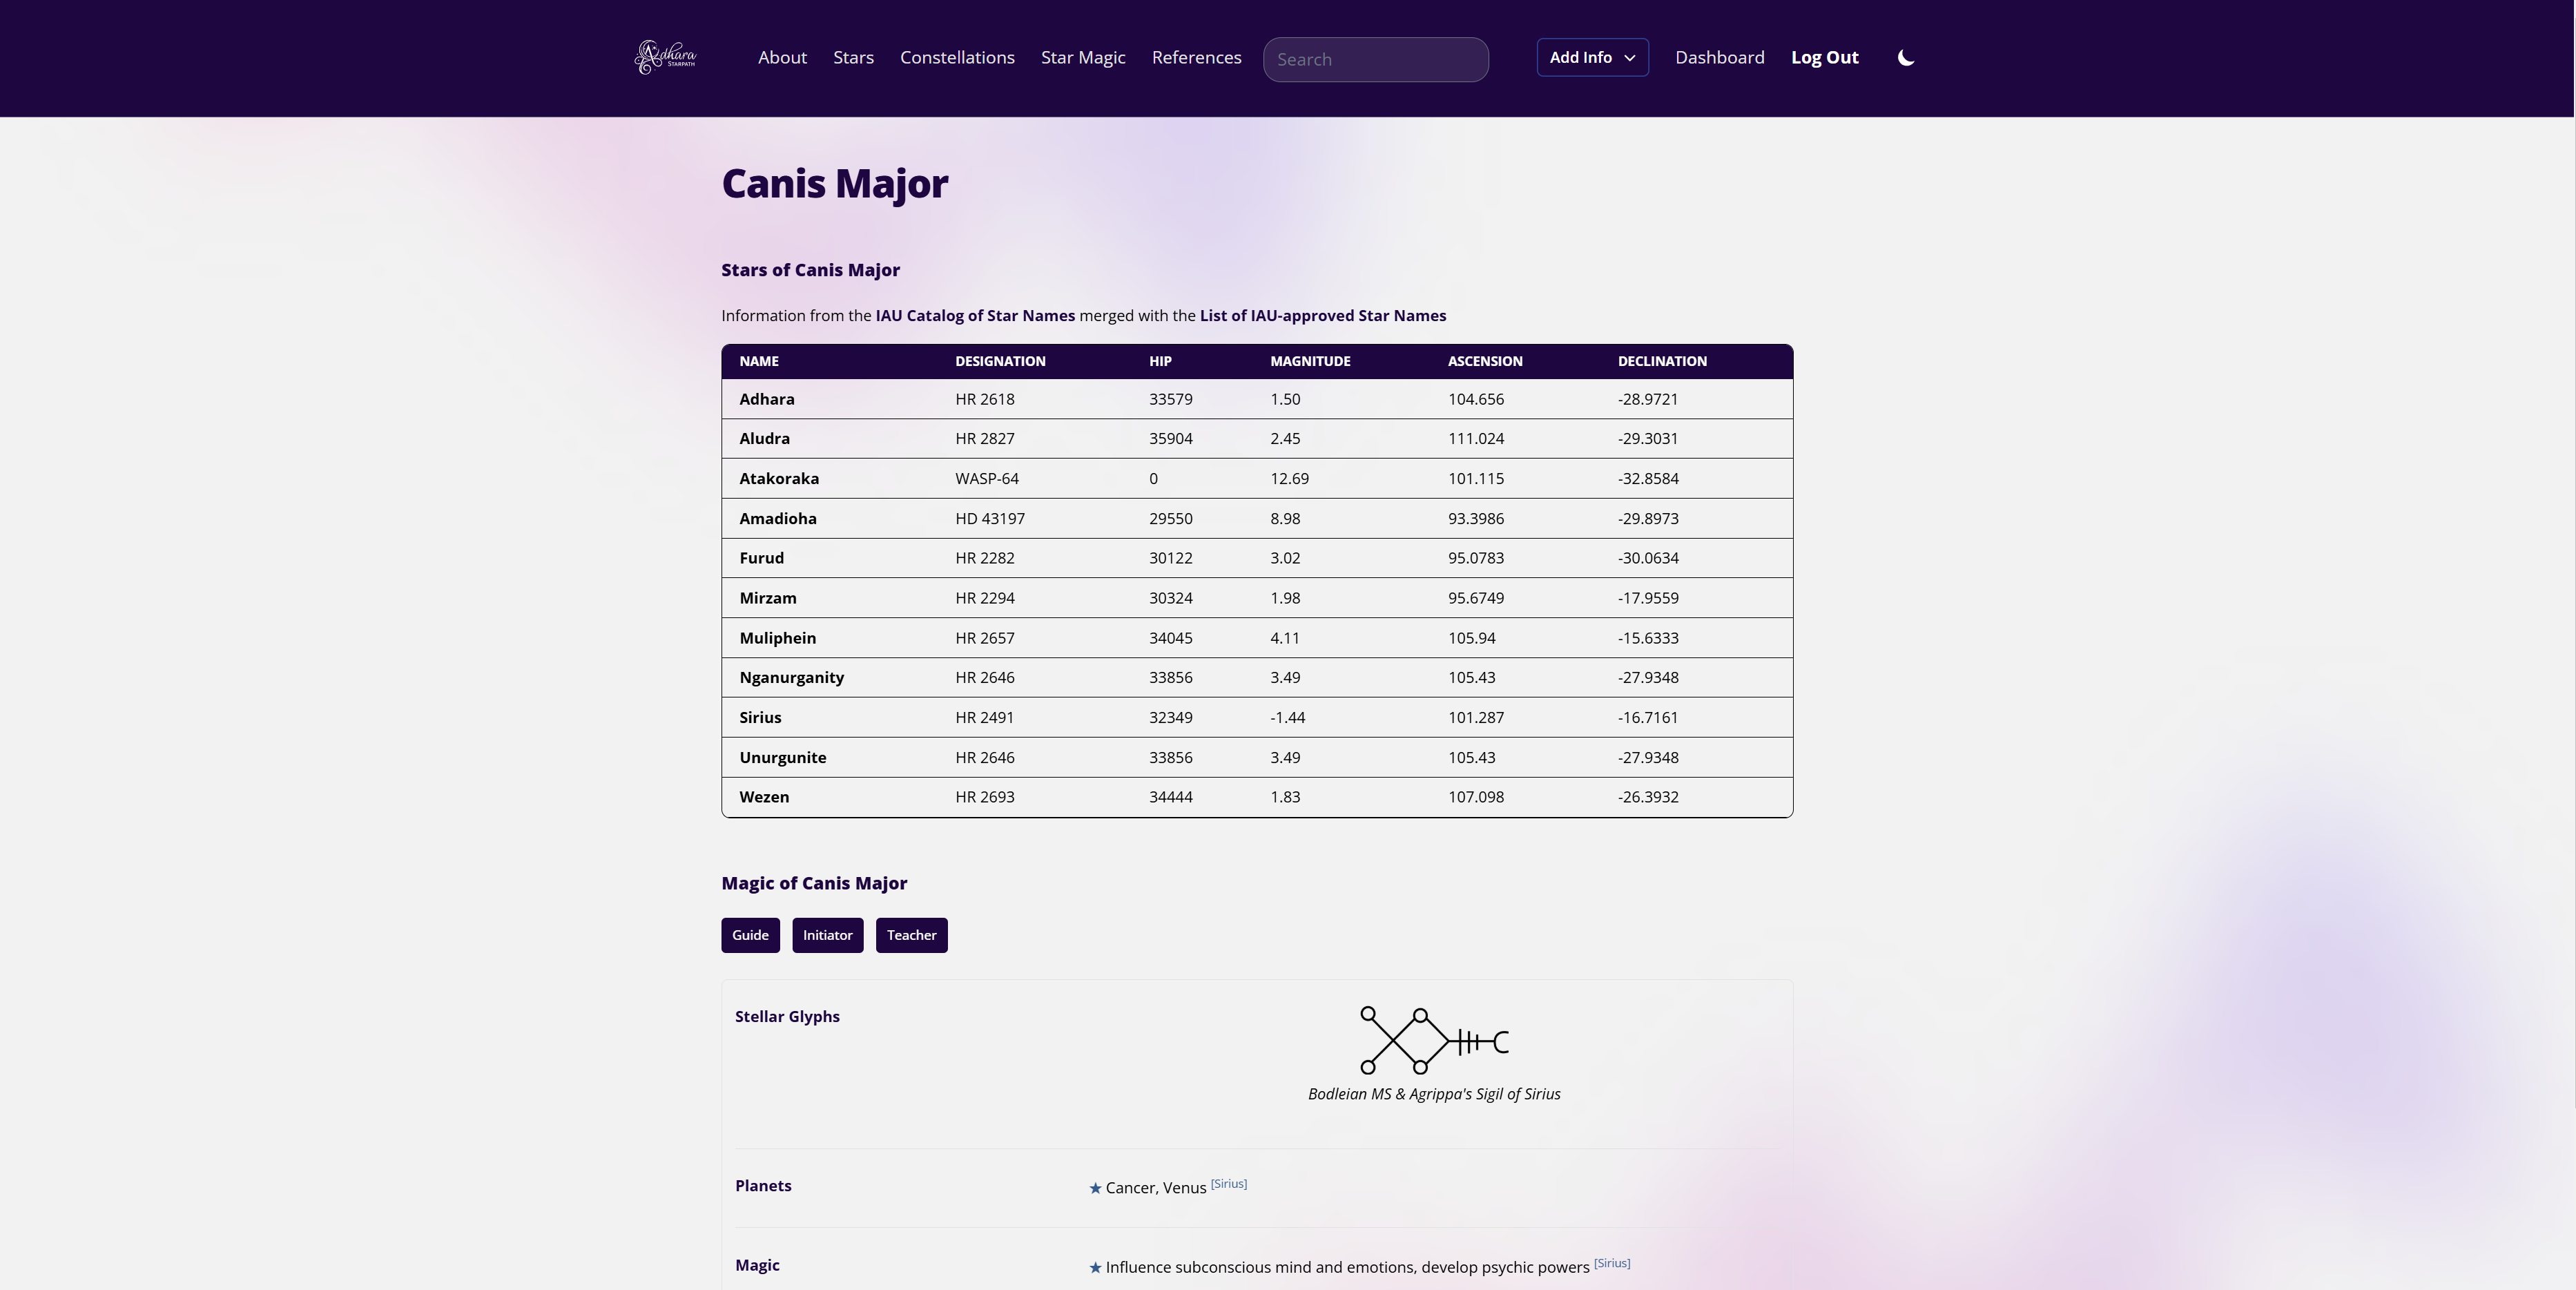 Adhara
STARPATH
About Stars Constellations Star Magic References Search Add Info Dashboard Log Out
Canis Major
Stars of Canis Major
Information from the IAU Catalog of Star Names merged with the List of IAU-approved Star Names
NAME DESIGNATION HIP MAGNITUDE ASCENSION DECLINATION
Adhara HR 2618 33579 1.50 104.656 -28.9721
Aludra HR 2827 35904 2.45 111.024 -29.3031
Atakoraka WASP-64 0 12.69 101.115 -32.8584
Amadioha HD 43197 29550 8.98 93.3986 -29.8973
Furud HR 2282 30122 3.02 95.0783 -30.0634
Mirzam HR 2294 30324 1.98 95.6749 -17.9559
Muliphein HR 2657 34045 4.11 105.94 -15.6333
Nganurganity HR 2646 33856 3.49 105.43 -27.9348
Sirius HR 2491 32349 -1.44 101.287 -16.7161
Unurgunite HR 2646 33856 3.49 105.43 -27.9348
Wezen HR 2693 34444 1.83 107.098 -26.3932
Magic of Canis Major
Guide Initiator Teacher
Stellar Glyphs
Bodleian MS & Agrippa's Sigil of Sirius
Planets ★ Cancer, Venus [Sirius]
Magic ★ Influence subconscious mind and emotions, develop psychic powers [Sirius]